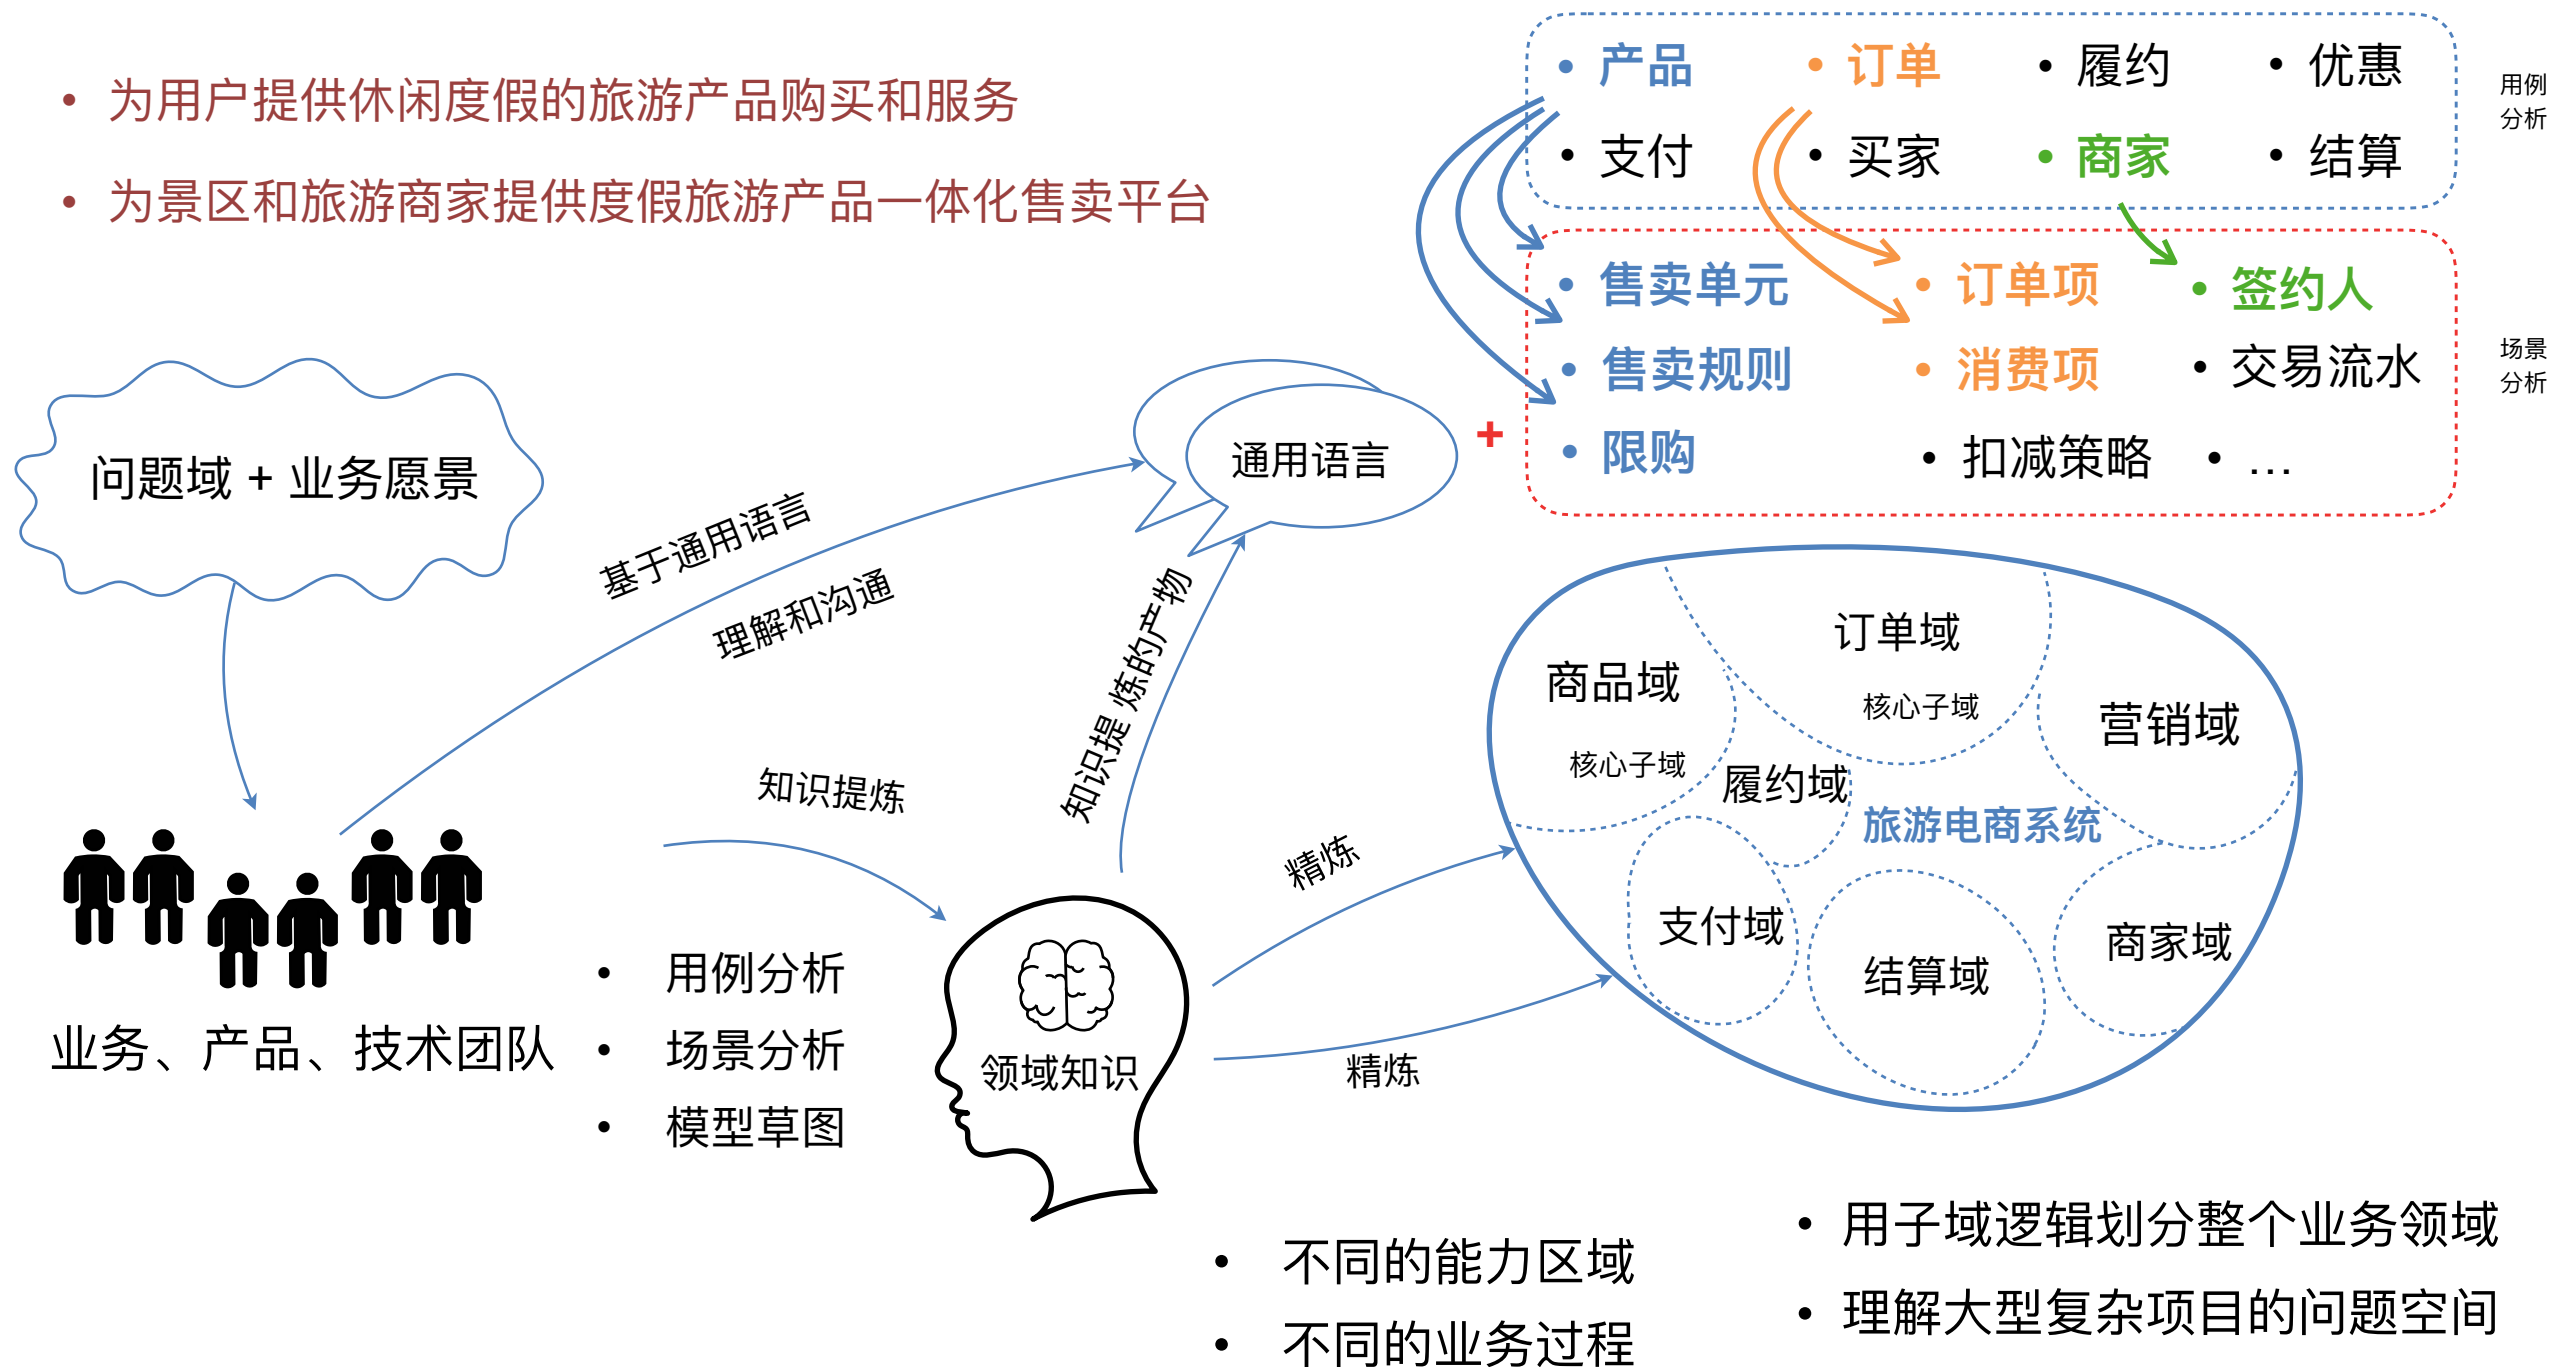 • 为用户提供休闲度假的旅游产品购买和服务
• 为景区和旅游商家提供度假旅游产品一体化售卖平台
• 产品 • 订单 • 履约 • 优惠
• 支付 • 买家 • 商家 • 结算
用例
分析
• 售卖单元 • 订单项 • 签约人
• 售卖规则 • 消费项 • 交易流水
• 限购 • 扣减策略 • …
场景
分析
问题域 + 业务愿景
通用语言
+
基于通用语言
理解和沟通
知识提 炼的产物
知识提炼
业务、产品、技术团队
• 用例分析
• 场景分析
• 模型草图
领域知识
精炼
精炼
订单域
核心子域
商品域
核心子域
营销域
履约域
旅游电商系统
支付域
结算域
商家域
• 不同的能力区域
• 不同的业务过程
• 用子域逻辑划分整个业务领域
• 理解大型复杂项目的问题空间